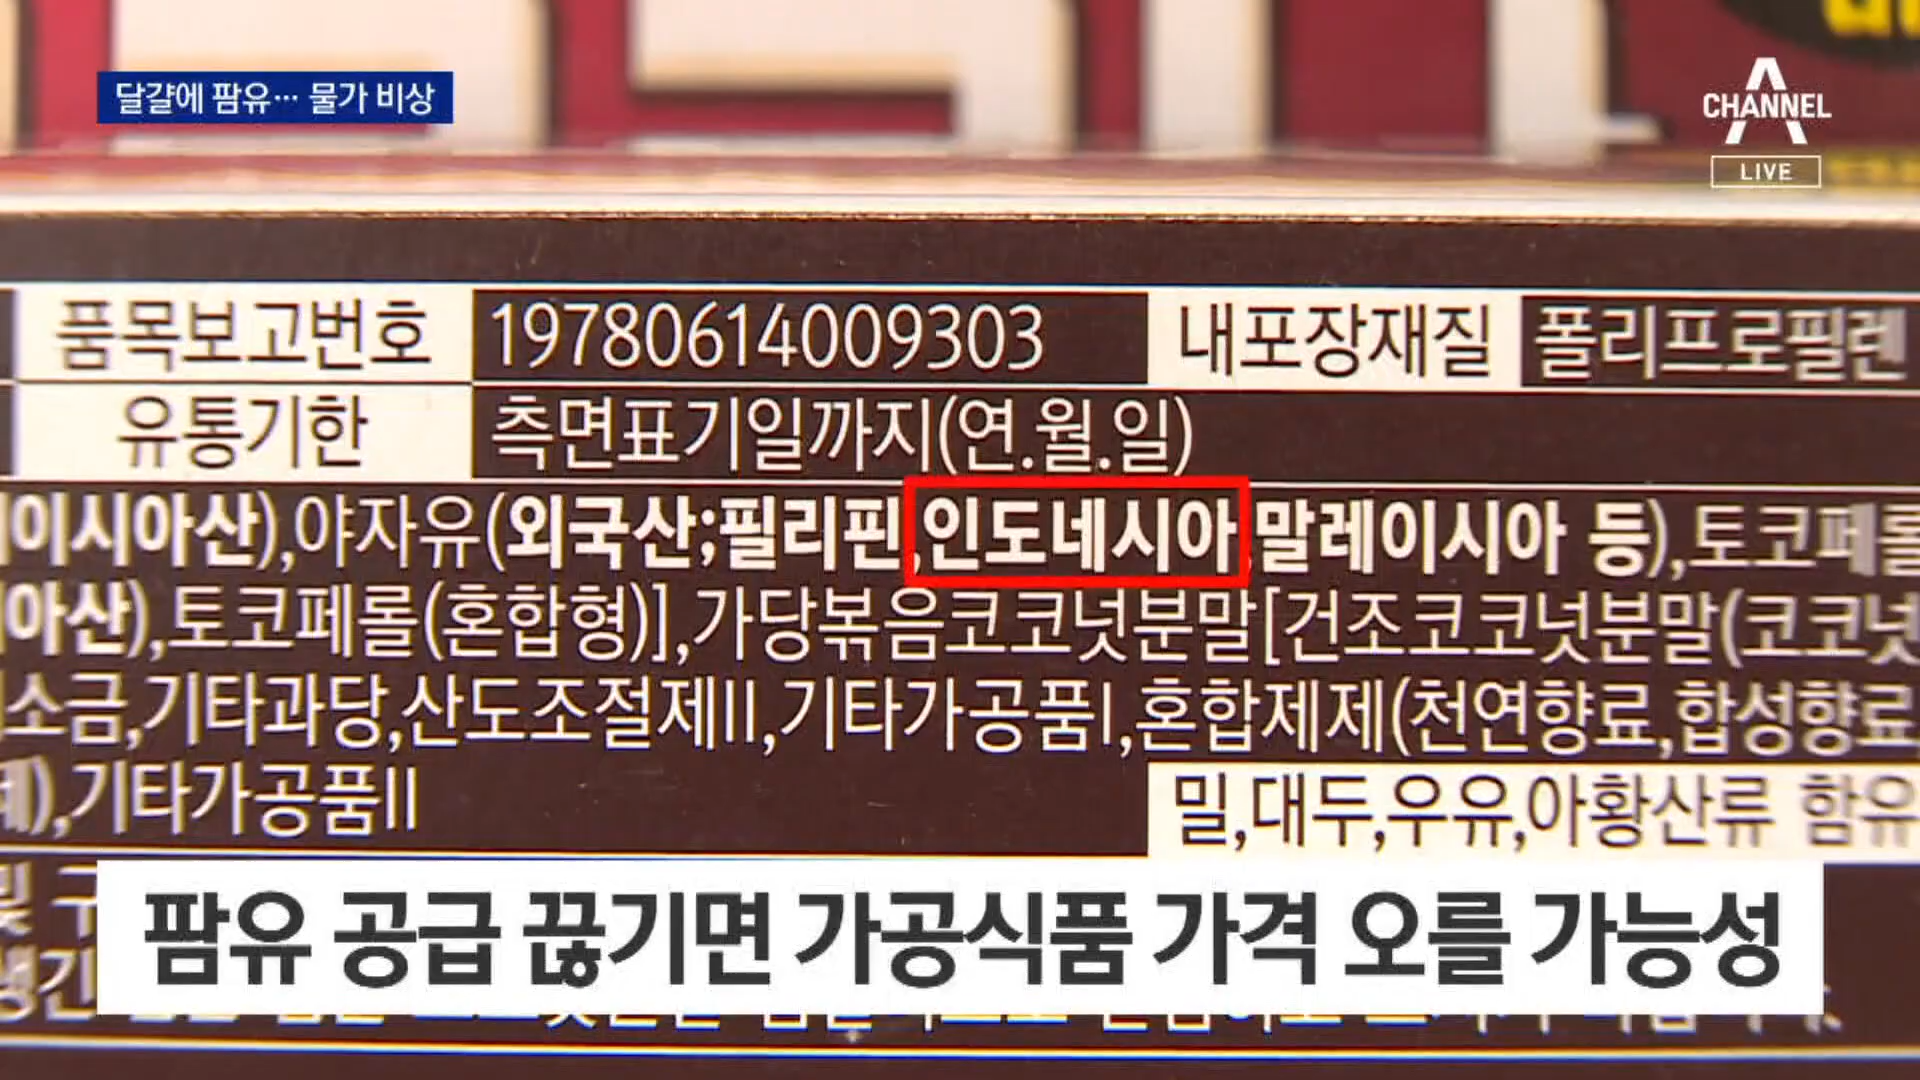 달걀에 팜유… 물가 비상
CHANNEL A
LIVE
품목보고번호 19780614009303 내포장재질 폴리프로필렌
유통기한 측면표기일까지(연.월.일)
이시아산),야자유(외국산;필리핀,인도네시아,말레이시아 등),토코페롤
아산),토코페롤(혼합형)],가당볶음코코넛분말[건조코코넛분말(코코넛
소금,기타과당,산도조절제II,기타가공품I,혼합제제(천연향료,합성향료,
),기타가공품II
밀,대두,우유,아황산류 함유
팜유 공급 끊기면 가공식품 가격 오를 가능성